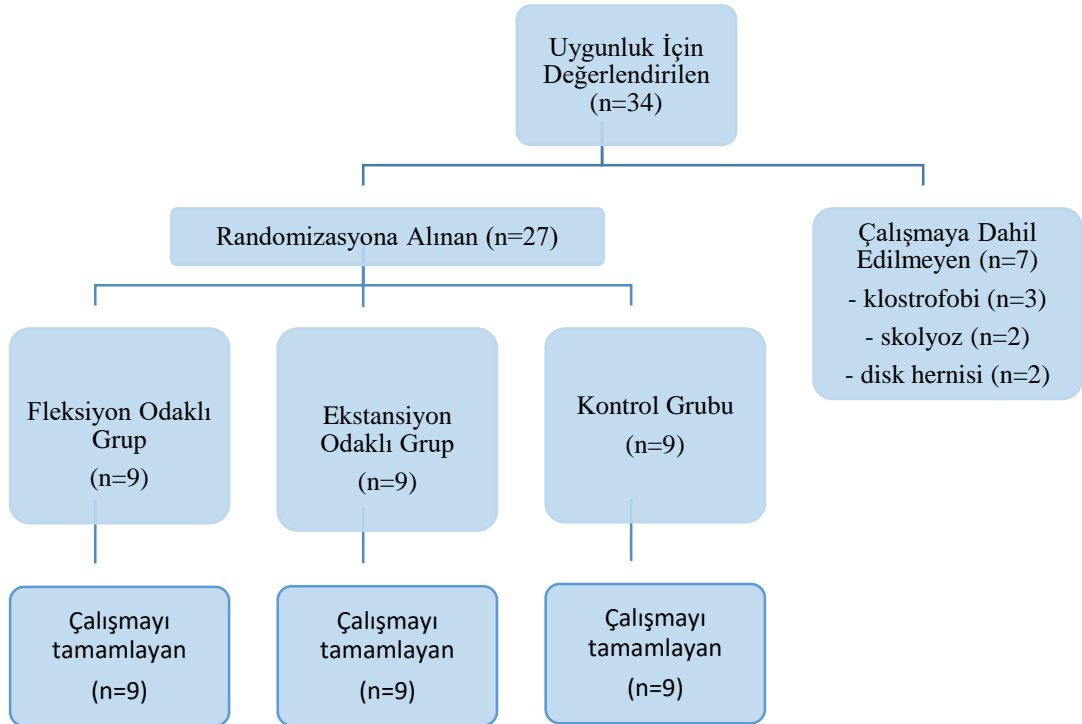 Uygunluk İçin
Değerlendirilen
(n=34)
Randomizasyona Alınan (n=27)
Çalışmaya Dahil
Edilmeyen (n=7)
- klostrofobi (n=3)
- skolyoz (n=2)
- disk hernisi (n=2)
Fleksiyon Odaklı
Grup
(n=9)
Ekstansiyon
Odaklı Grup
(n=9)
Kontrol Grubu
(n=9)
Çalışmayı
tamamlayan
(n=9)
Çalışmayı
tamamlayan
(n=9)
Çalışmayı
tamamlayan
(n=9)